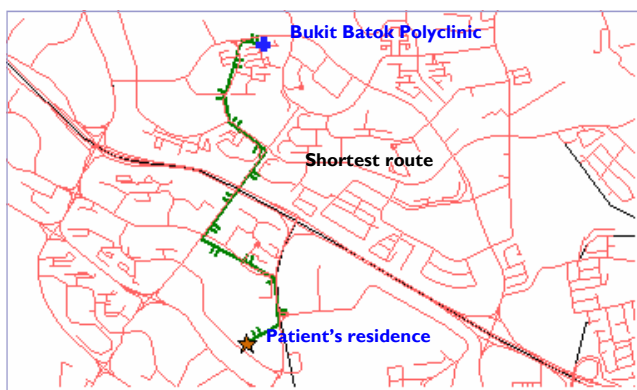 Bukit Batok Polyclinic
Shortest route
Patient's residence